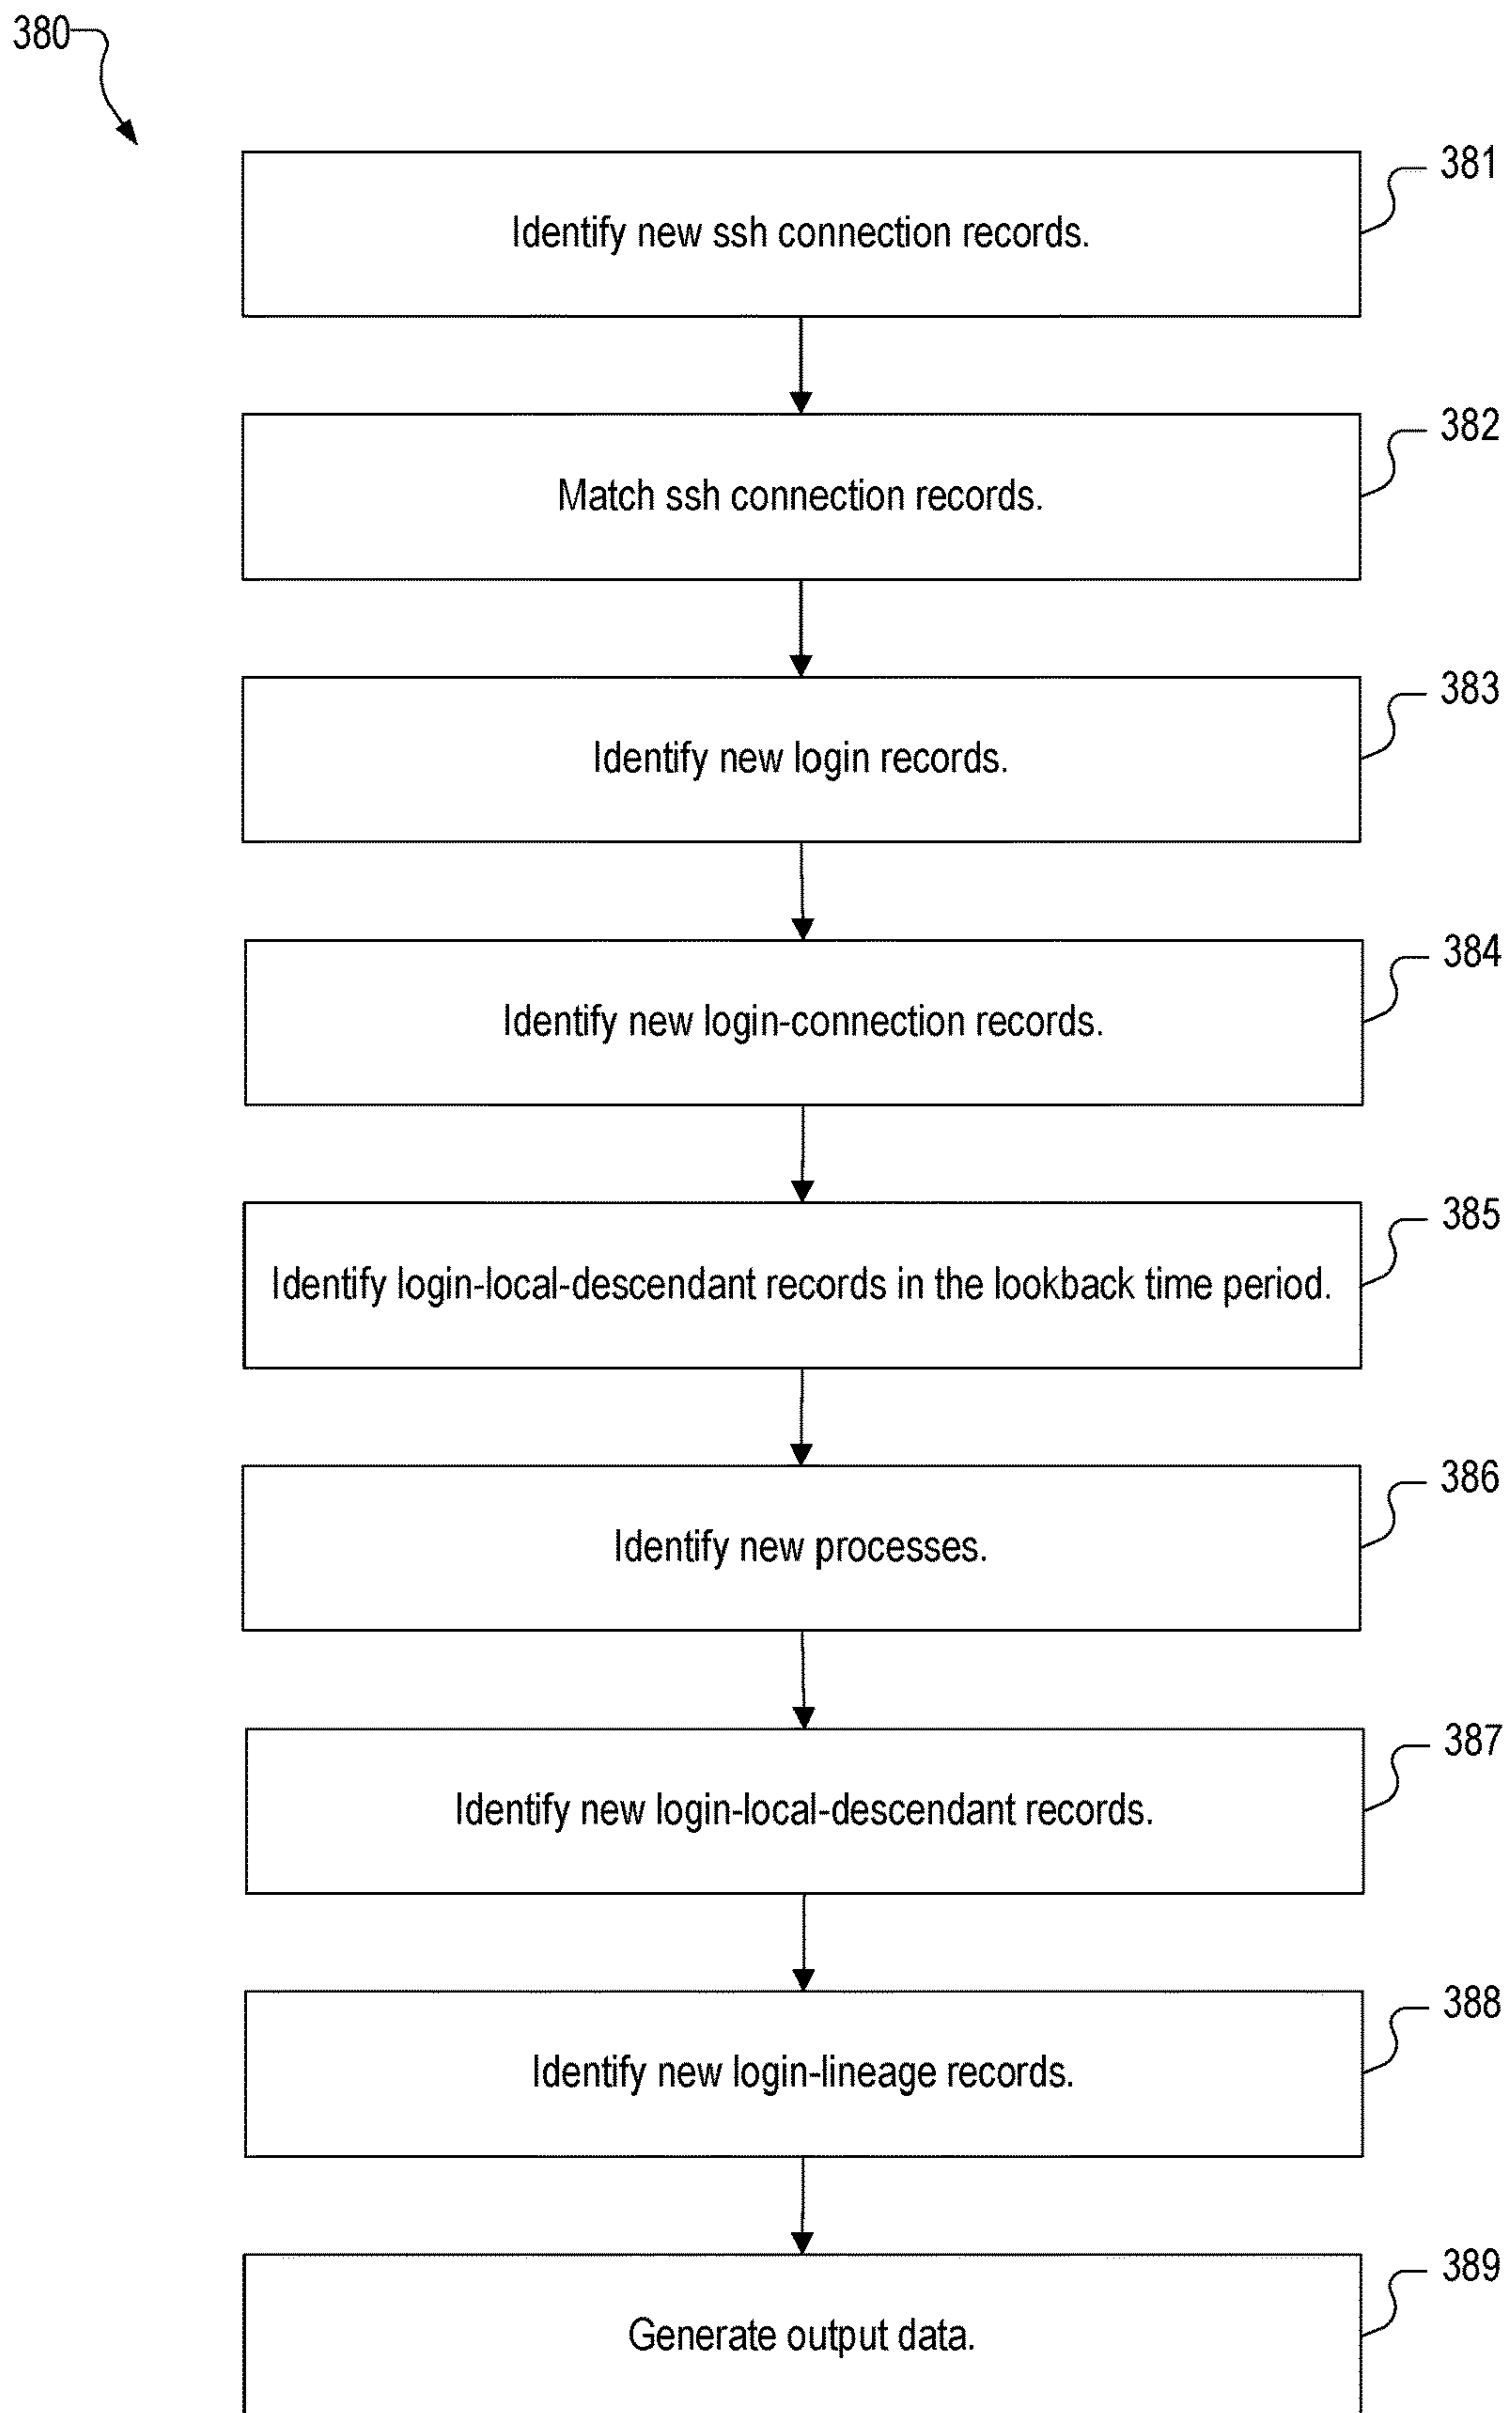 380
381
Identify new ssh connection records.
382
Match ssh connection records.
383
Identify new login records.
384
Identify new login-connection records.
385
Identify login-local-descendant records in the lookback time period.
386
Identify new processes.
387
Identify new login-local-descendant records.
388
Identify new login-lineage records.
389
Generate output data.